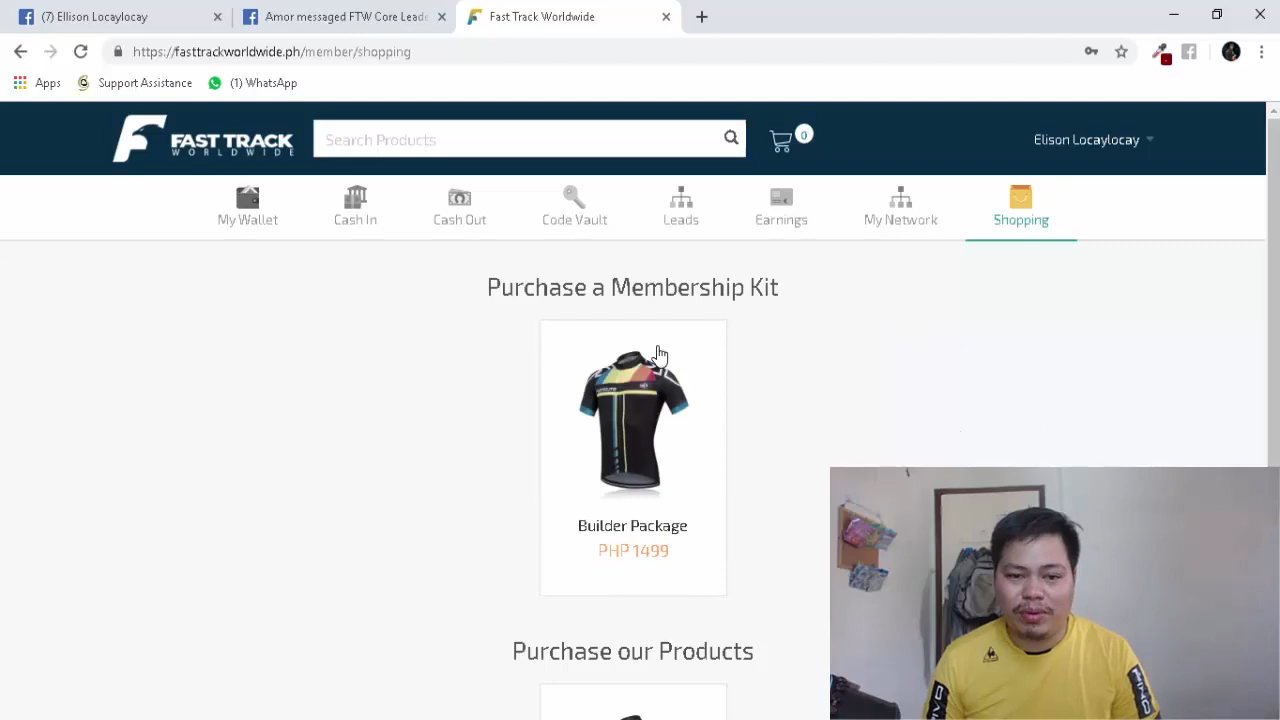 (7) Ellison Locaylocay
Amor messaged FTW Core Leade
Fast Track Worldwide
https://fasttrackworldwide.ph/member/shopping
Apps
Support Assistance
(1) WhatsApp
FAST TRACK
WORLDWIDE
Search Products
0
Elison Locaylocay
My Wallet
Cash In
Cash Out
Code Vault
Leads
Earnings
My Network
Shopping
Purchase a Membership Kit
Builder Package
PHP 1499
Purchase our Products